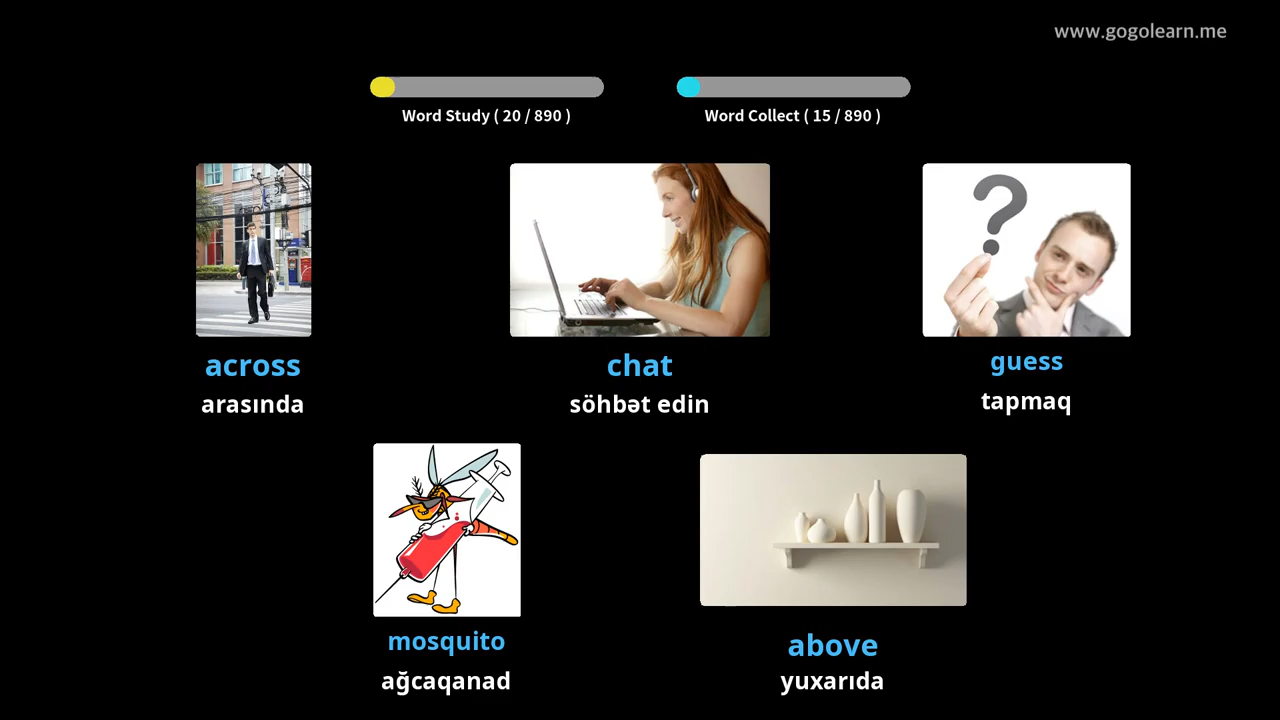 www.gogolearn.me
Word Study ( 20 / 890 )
Word Collect ( 15 / 890 )
across
arasında
chat
söhbət edin
guess
tapmaq
mosquito
ağcaqanad
above
yuxarıda